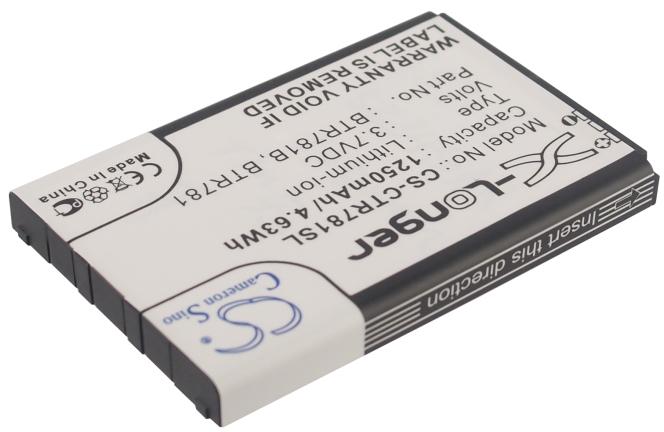 X-Longer
Model No.: CS-CTR781SL
Capacity : 1250mAh/ 4.63Wh
Type : Lithium-ion
Volts : 3.7VDC
Part No. : BTR781B, BTR781
WARRANTY VOID IF
LABEL IS REMOVED
Made in China
CS
Cameron Sino
Insert this direction